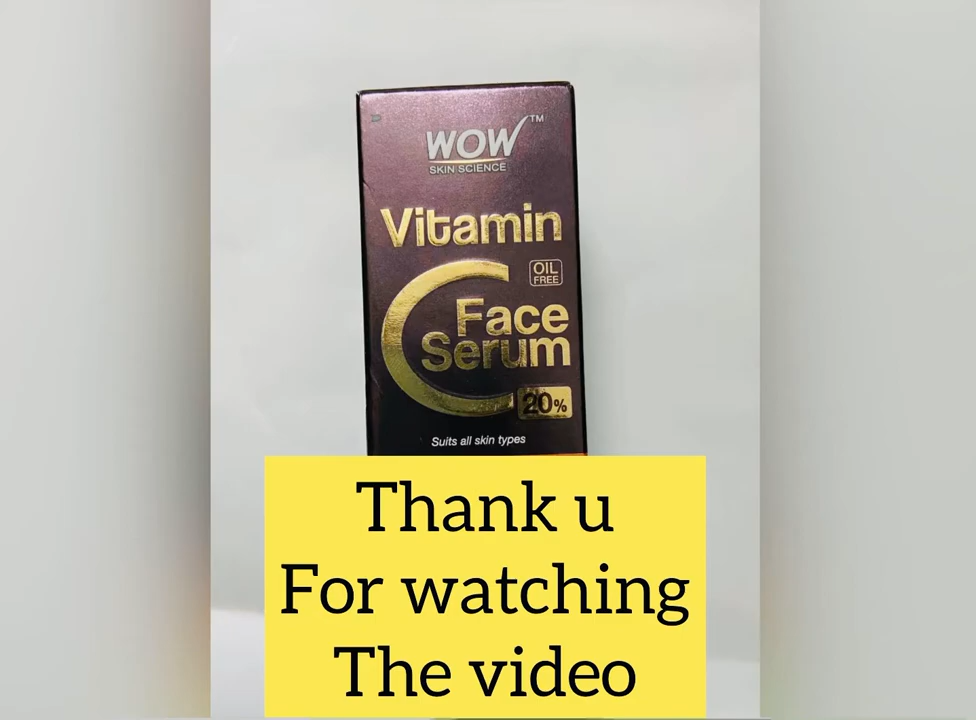 WOW™
SKIN SCIENCE
Vitamin
C
OIL
FREE
Face
Serum
20%
Suits all skin types
Thank u
For watching
The video